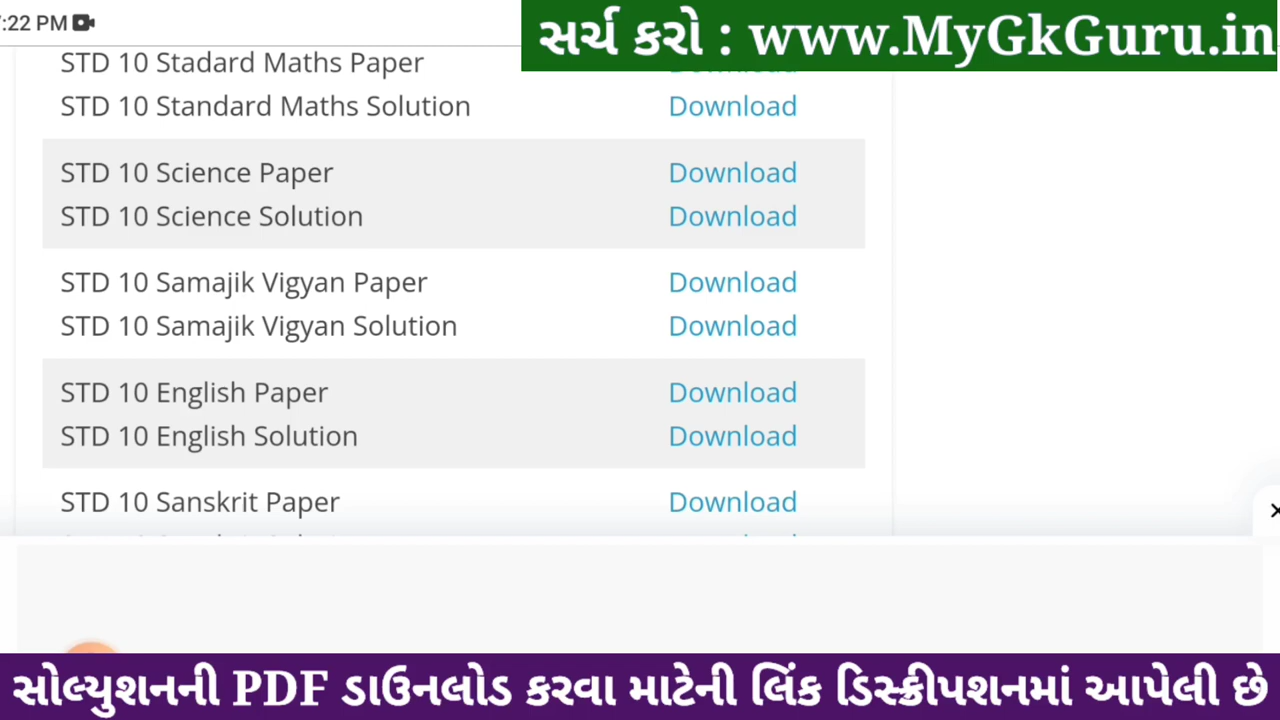 :22 PM
સર્ચ કરો : www.MyGkGuru.in
STD 10 Stadard Maths Paper
STD 10 Standard Maths Solution Download
STD 10 Science Paper Download
STD 10 Science Solution Download
STD 10 Samajik Vigyan Paper Download
STD 10 Samajik Vigyan Solution Download
STD 10 English Paper Download
STD 10 English Solution Download
STD 10 Sanskrit Paper Download
સોલ્યુશનની PDF ડાઉનલોડ કરવા માટેની લિંક ડિસ્ક્રીપશનમાં આપેલી છે